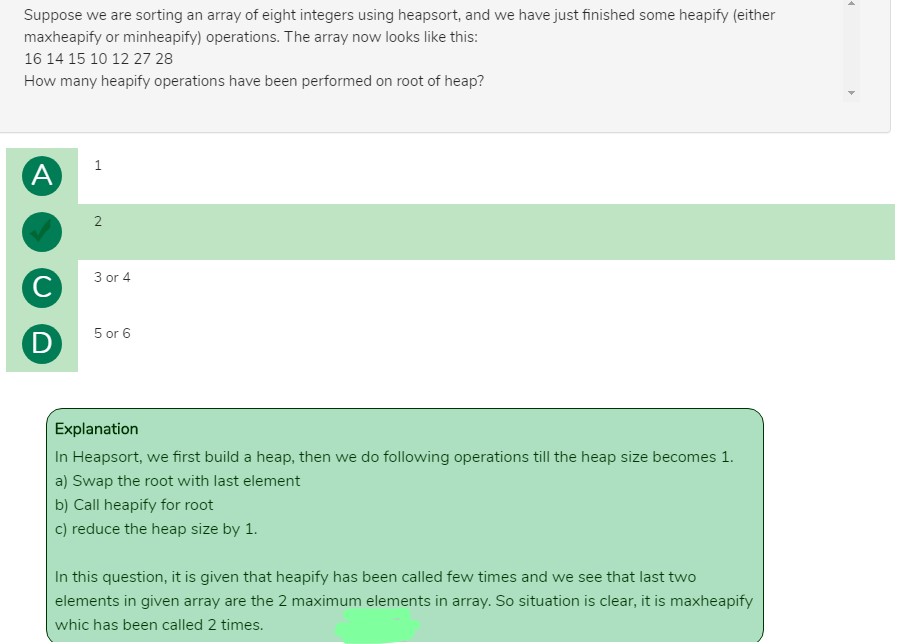 Suppose we are sorting an array of eight integers using heapsort, and we have just finished some heapify (either
maxheapify or minheapify) operations. The array now looks like this:
16 14 15 10 12 27 28
How many heapify operations have been performed on root of heap?
A 1
2
C 3 or 4
D 5 or 6
Explanation
In Heapsort, we first build a heap, then we do following operations till the heap size becomes 1.
a) Swap the root with last element
b) Call heapify for root
c) reduce the heap size by 1.
In this question, it is given that heapify has been called few times and we see that last two
elements in given array are the 2 maximum elements in array. So situation is clear, it is maxheapify
whic has been called 2 times.